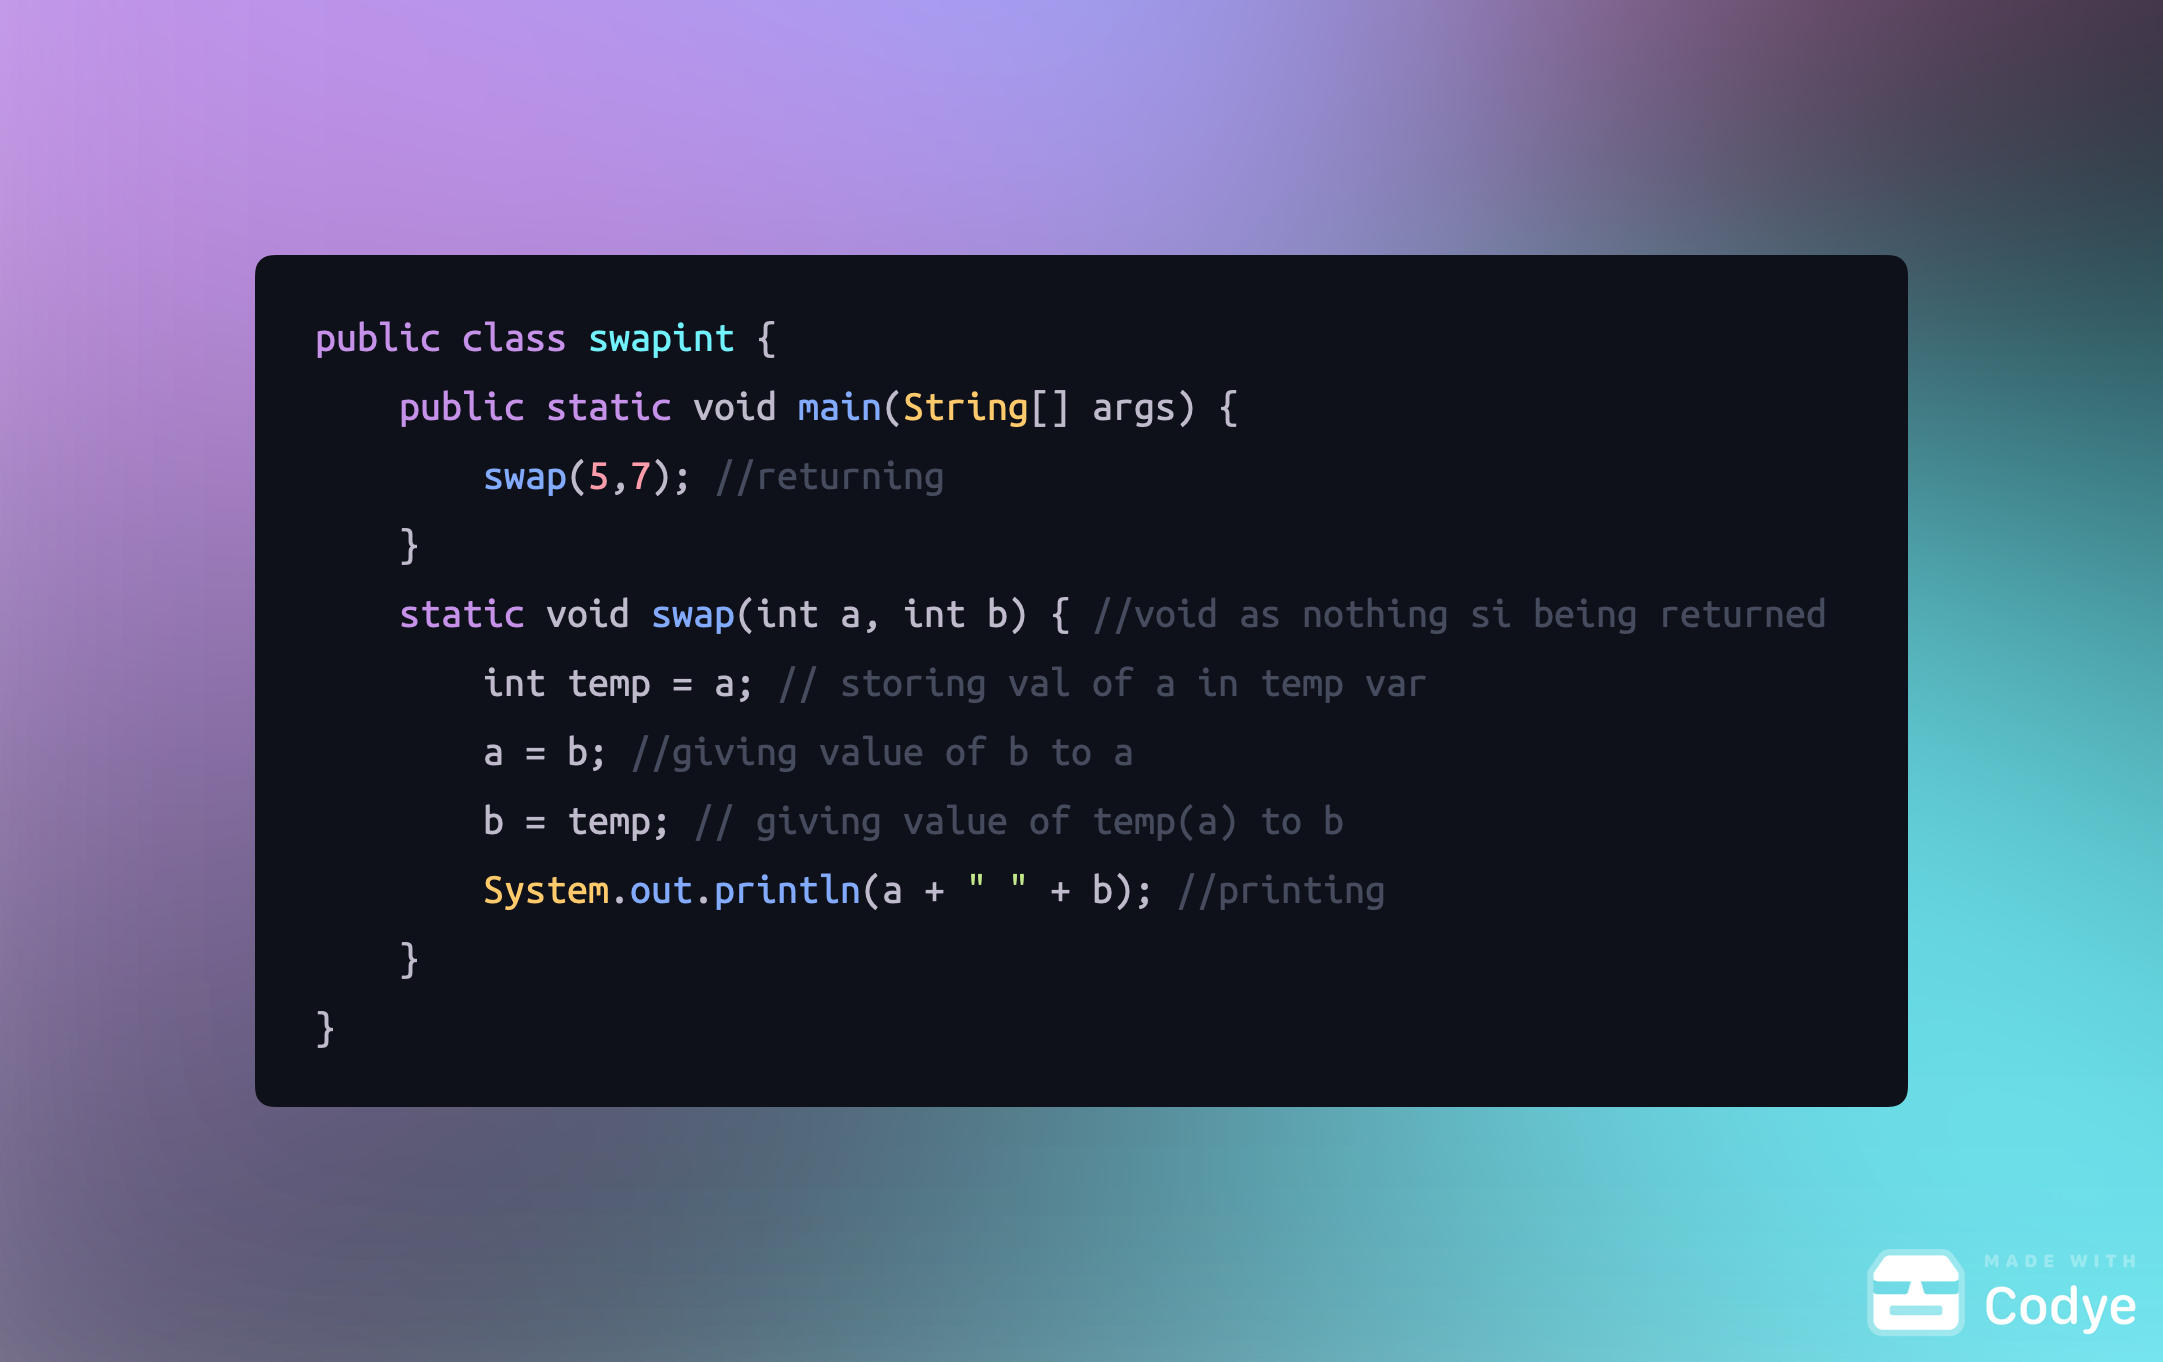 public class swapint {
    public static void main(String[] args) {
        swap(5,7); //returning
    }
    static void swap(int a, int b) { //void as nothing si being returned
        int temp = a; // storing val of a in temp var
        a = b; //giving value of b to a
        b = temp; // giving value of temp(a) to b
        System.out.println(a + " " + b); //printing
    }
}
MADE WITH
Codye